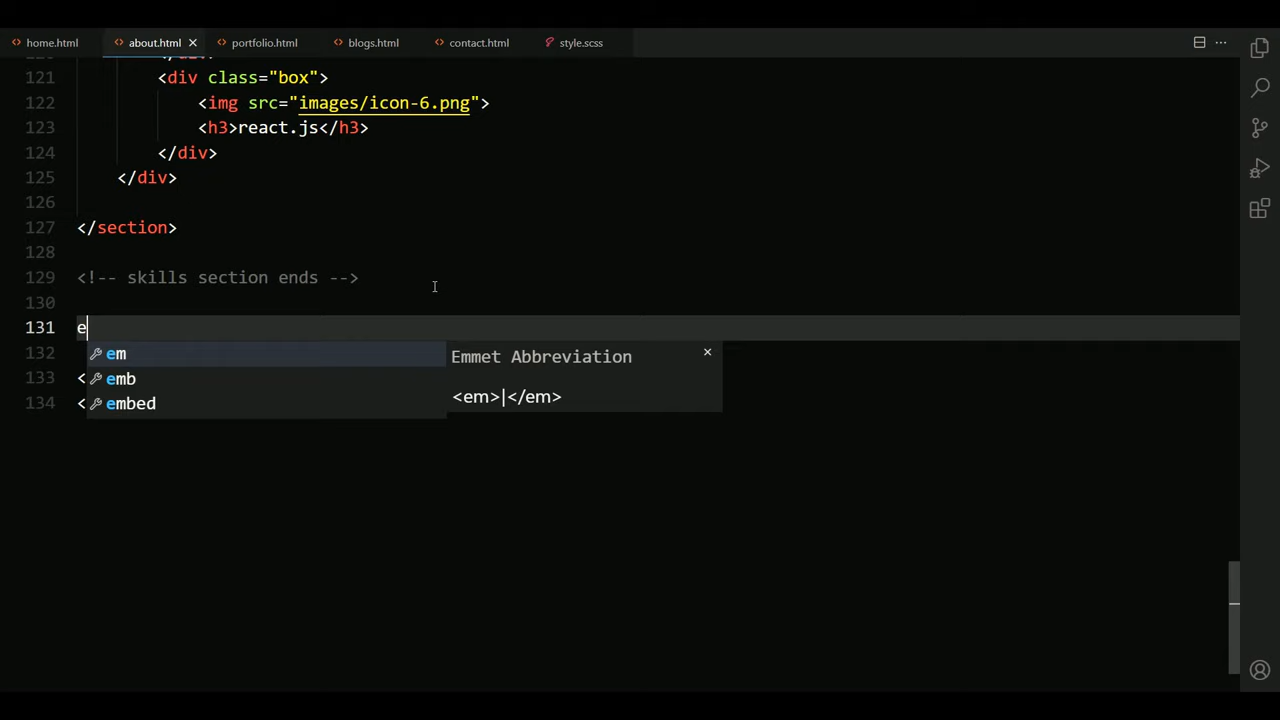 home.html about.html portfolio.html blogs.html contact.html style.scss
121 <div class="box">
122 <img src="images/icon-6.png">
123 <h3>react.js</h3>
124 </div>
125 </div>
126
127 </section>
128
129 <!-- skills section ends -->
130
131 e
132 em
133 < emb
134 < embed
Emmet Abbreviation
<em>|</em>